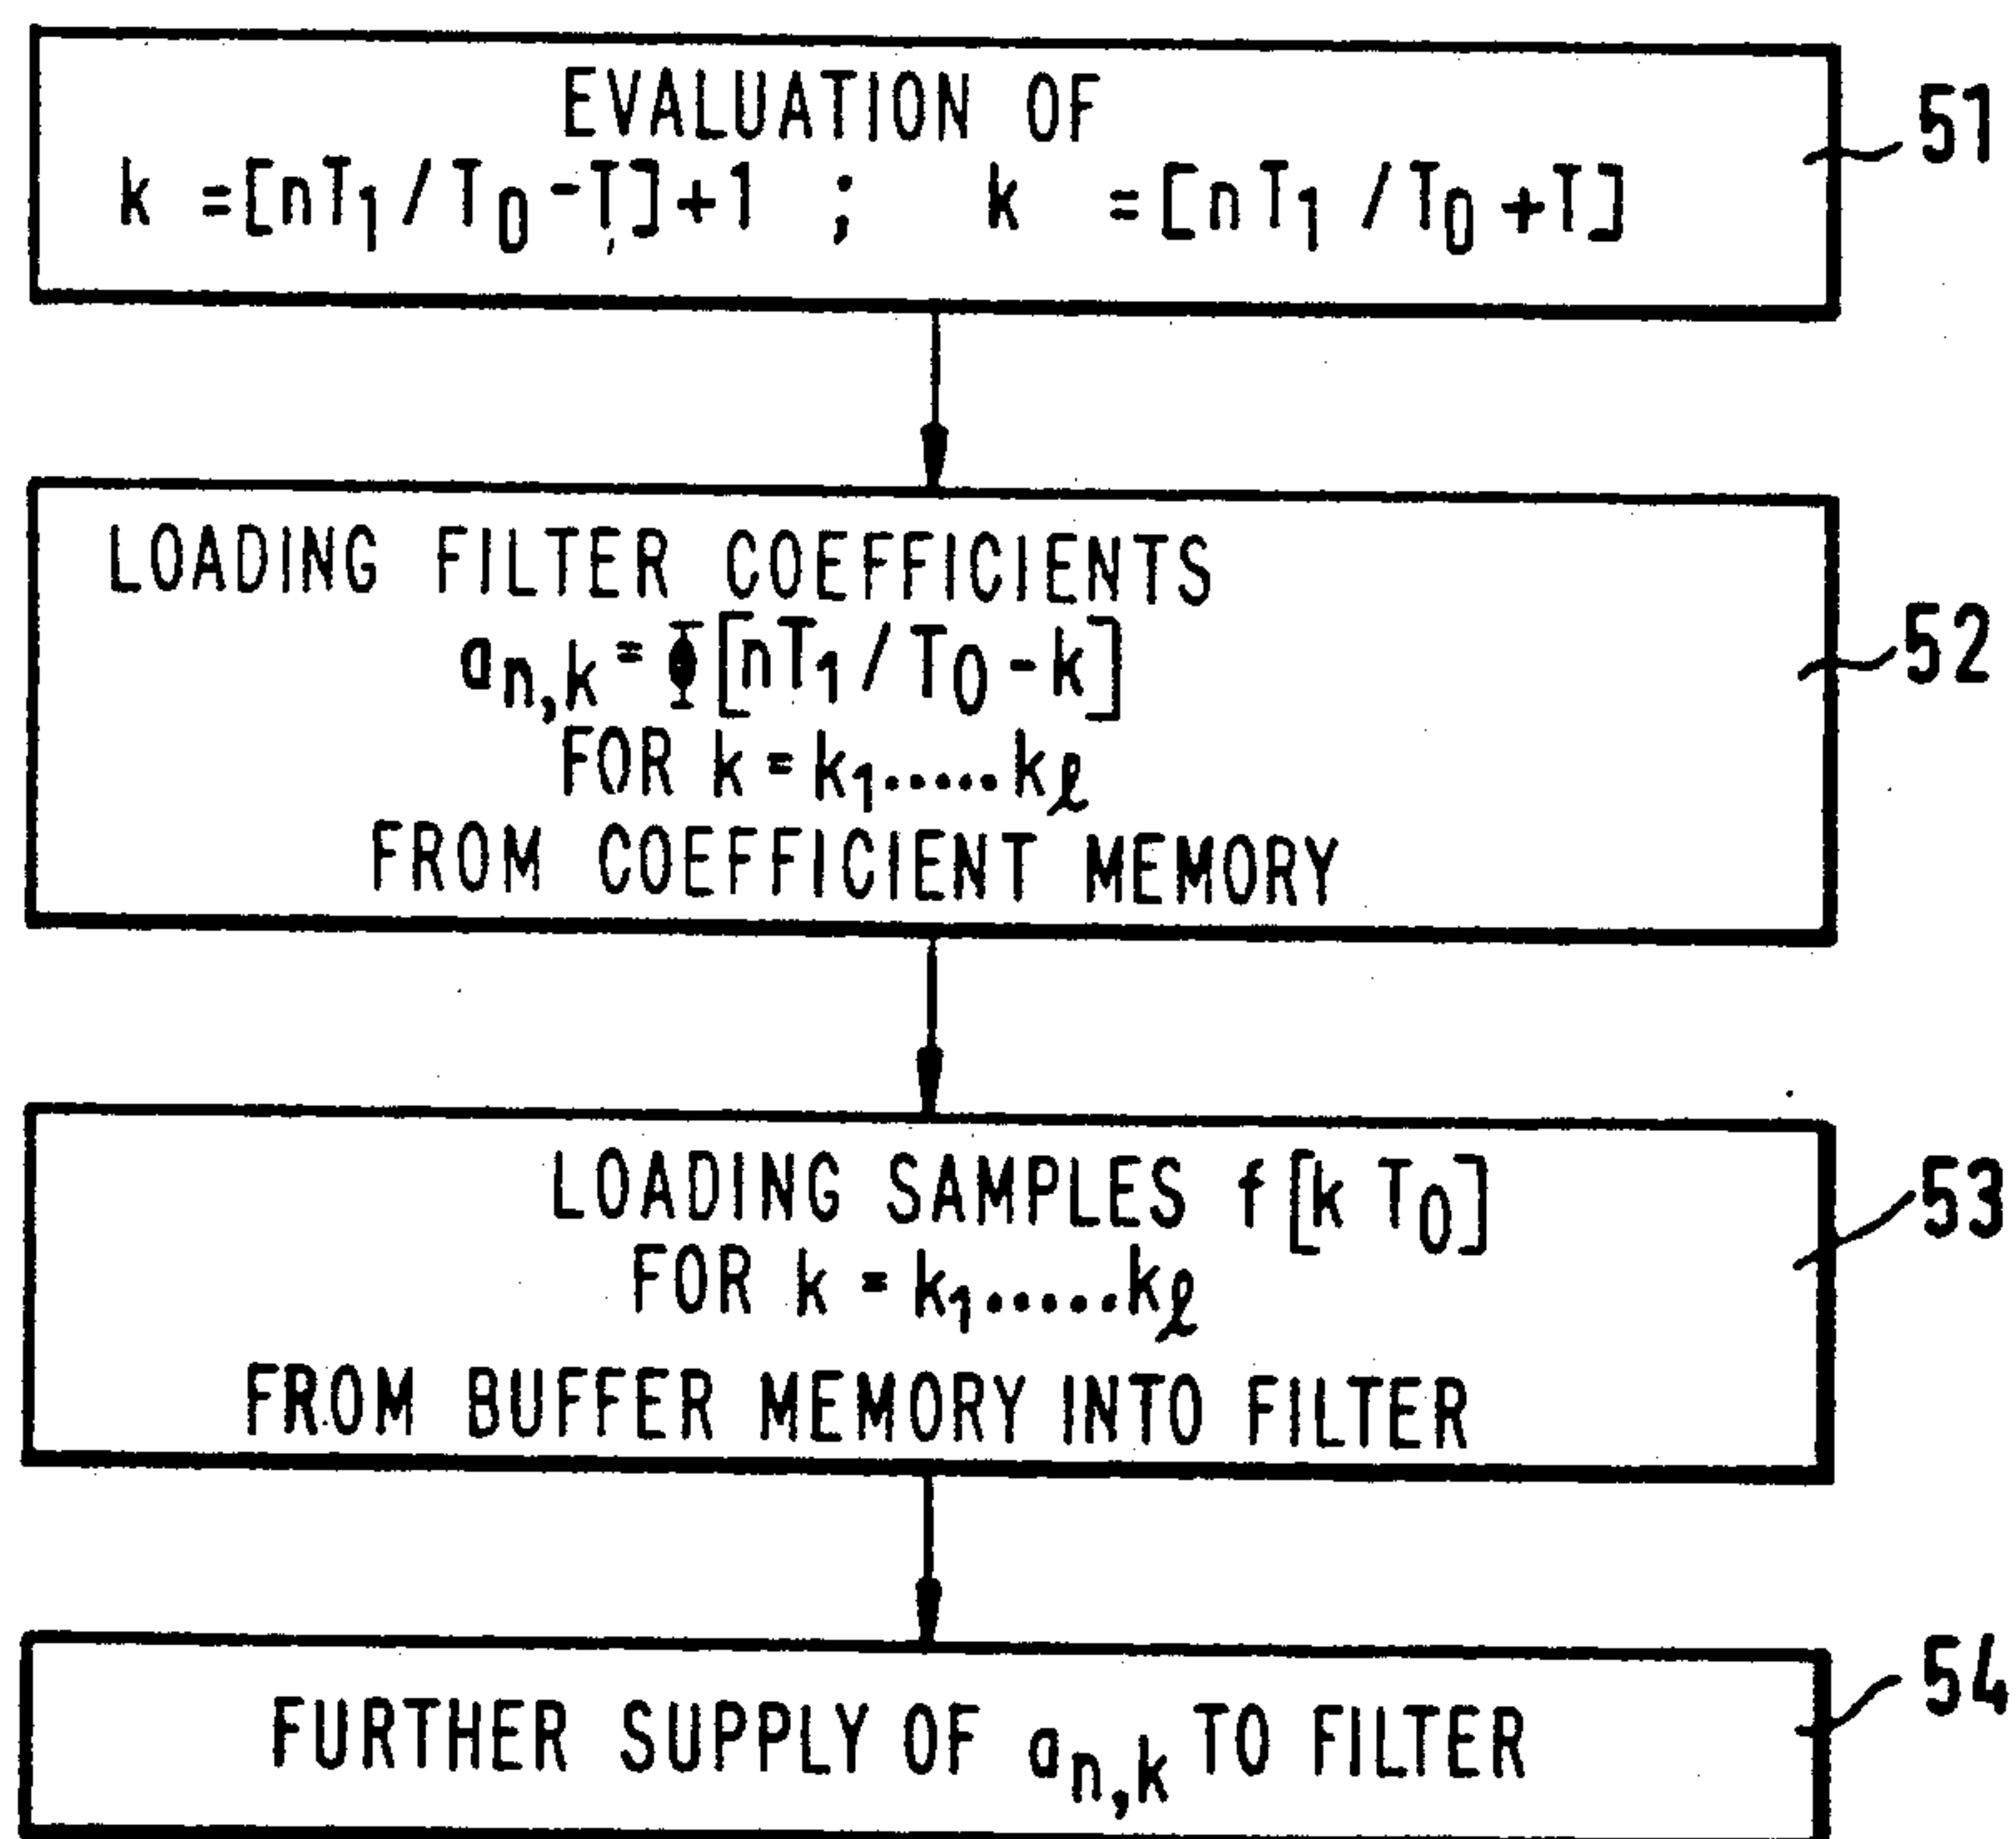 EVALUATION OF
k =[nT₁/T₀-T]+1 ; k =[nT₁/T₀+T]
51
LOADING FILTER COEFFICIENTS
aₙ,ₖ=Φ[nT₁/T₀-k]
FOR k=k₁.....kℓ
FROM COEFFICIENT MEMORY
52
LOADING SAMPLES f[k T₀]
FOR k = k₁.....kℓ
FROM BUFFER MEMORY INTO FILTER
53
FURTHER SUPPLY OF aₙ,ₖ TO FILTER
54